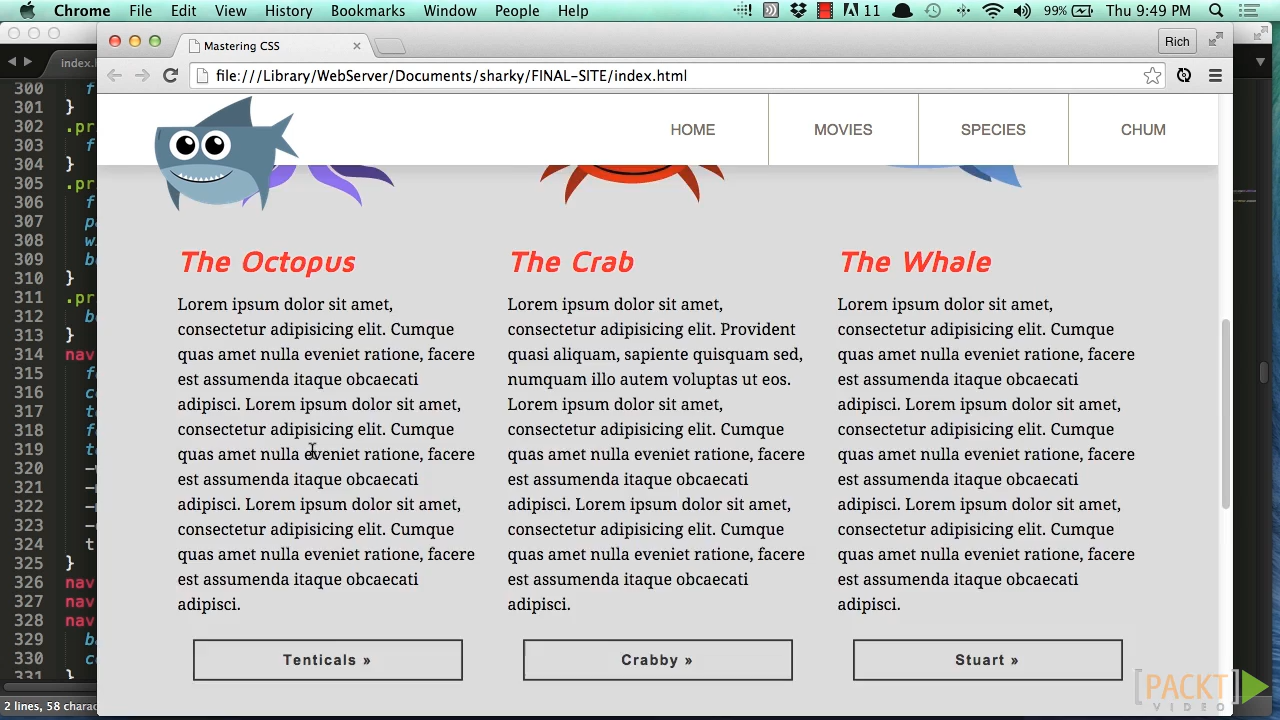 Chrome File Edit View History Bookmarks Window People Help
11 99% Thu 9:49 PM
Mastering CSS
Rich
file:///Library/WebServer/Documents/sharky/FINAL-SITE/index.html
index.
HOME MOVIES SPECIES CHUM
300 f
301 }
302 .pr
303 f
304 }
305 .pr
306 f
307 pa
308 wi
309 bo
310 }
311 .pr
312 bo
313 }
314 nav
315 fo
316 co
317 te
318 fo
319 te
320 -w
321 -m
322
323 -o
324 t
325 }
326 nav
327 nav
328 nav
329 ba
330 co
331 }
The Octopus
Lorem ipsum dolor sit amet,
consectetur adipisicing elit. Cumque
quas amet nulla eveniet ratione, facere
est assumenda itaque obcaecati
adipisci. Lorem ipsum dolor sit amet,
consectetur adipisicing elit. Cumque
quas amet nulla eveniet ratione, facere
est assumenda itaque obcaecati
adipisci. Lorem ipsum dolor sit amet,
consectetur adipisicing elit. Cumque
quas amet nulla eveniet ratione, facere
est assumenda itaque obcaecati
adipisci.
Tenticals »
The Crab
Lorem ipsum dolor sit amet,
consectetur adipisicing elit. Provident
quasi aliquam, sapiente quisquam sed,
numquam illo autem voluptas ut eos.
Lorem ipsum dolor sit amet,
consectetur adipisicing elit. Cumque
quas amet nulla eveniet ratione, facere
est assumenda itaque obcaecati
adipisci. Lorem ipsum dolor sit amet,
consectetur adipisicing elit. Cumque
quas amet nulla eveniet ratione, facere
est assumenda itaque obcaecati
adipisci.
Crabby »
The Whale
Lorem ipsum dolor sit amet,
consectetur adipisicing elit. Cumque
quas amet nulla eveniet ratione, facere
est assumenda itaque obcaecati
adipisci. Lorem ipsum dolor sit amet,
consectetur adipisicing elit. Cumque
quas amet nulla eveniet ratione, facere
est assumenda itaque obcaecati
adipisci. Lorem ipsum dolor sit amet,
consectetur adipisicing elit. Cumque
quas amet nulla eveniet ratione, facere
est assumenda itaque obcaecati
adipisci.
Stuart »
2 lines, 58 charac
PACKT
VIDEO